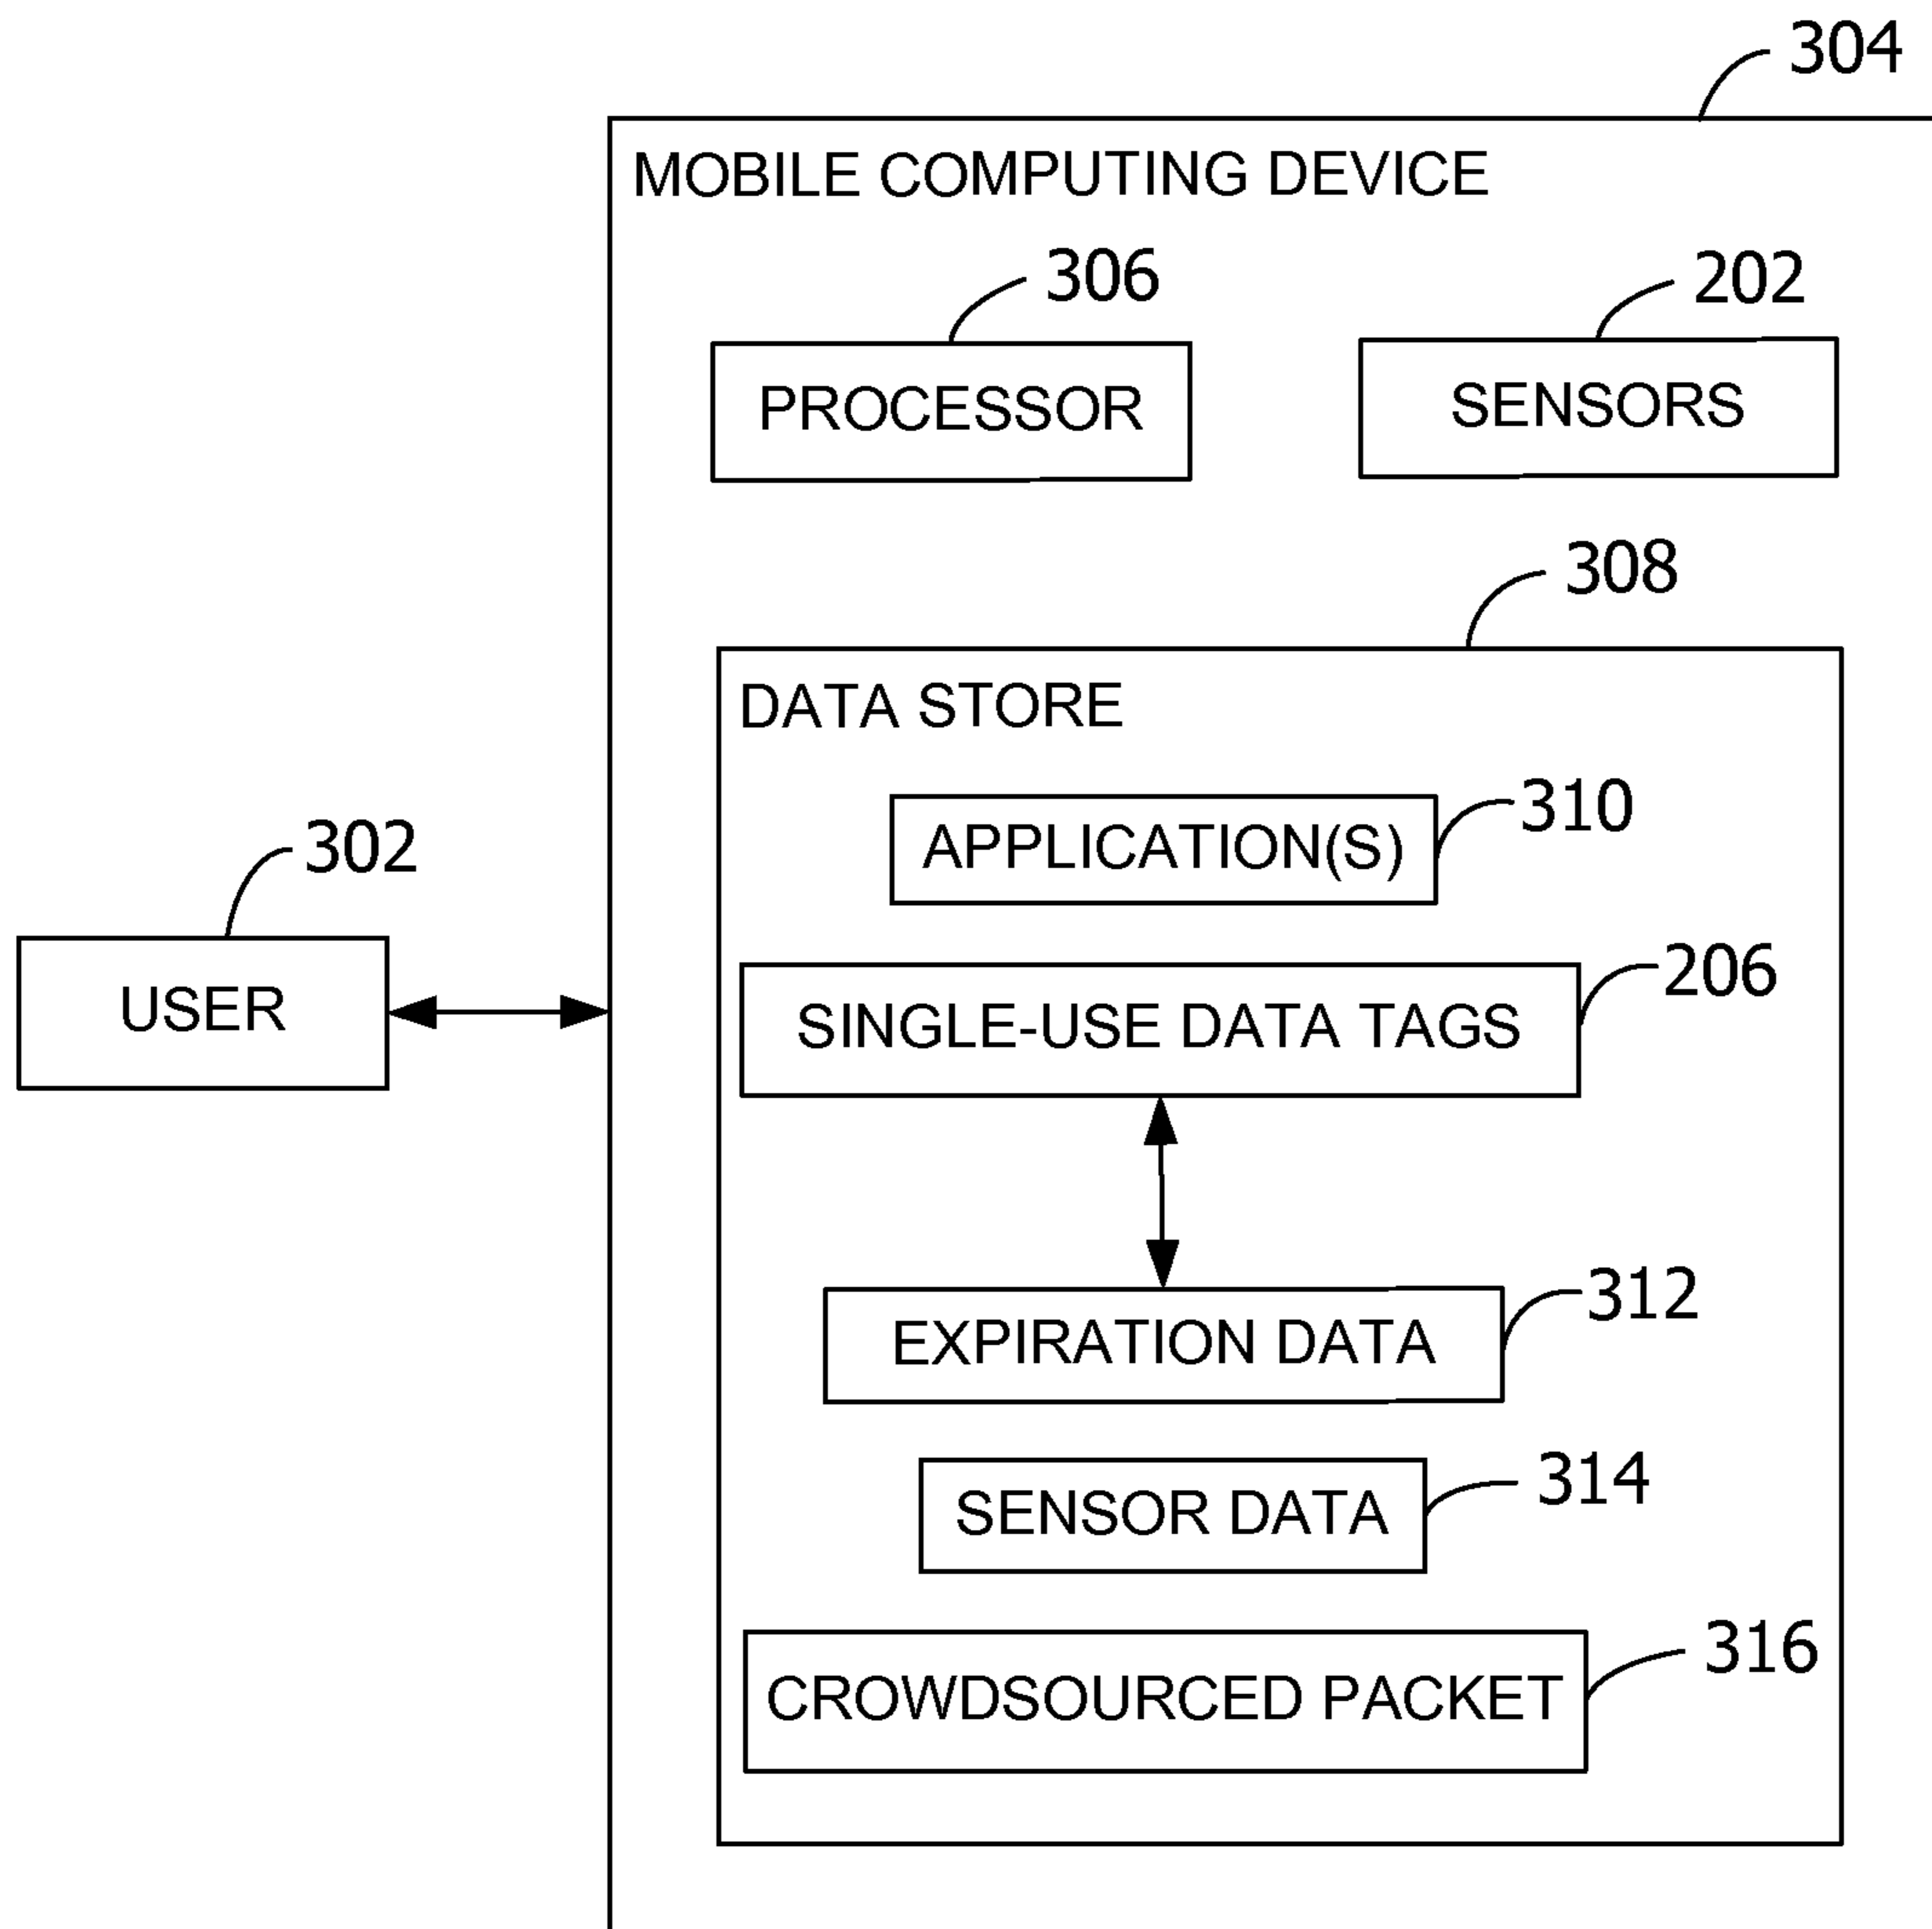 304
MOBILE COMPUTING DEVICE
306
202
PROCESSOR
SENSORS
308
DATA STORE
310
APPLICATION(S)
302
206
USER
SINGLE-USE DATA TAGS
312
EXPIRATION DATA
314
SENSOR DATA
316
CROWDSOURCED PACKET